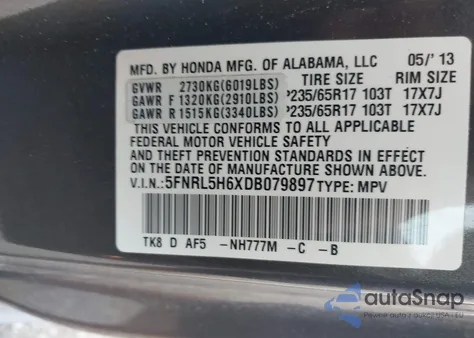 MFD. BY HONDA MFG. OF ALABAMA, LLC 05/'13
GVWR 2730KG(6019LBS) TIRE SIZE RIM SIZE
GAWR F 1320KG(2910LBS) P235/65R17 103T 17X7J
GAWR R 1515KG(3340LBS) P235/65R17 103T 17X7J
THIS VEHICLE CONFORMS TO ALL APPLICABLE
FEDERAL MOTOR VEHICLE
SAFETY STANDARDS IN EFFECT
ON THE DATE OF MANUFACTURE SHOWN ABOVE.
V.I.N.: 5FNRL5H6XDB079897 TYPE: MPV
TK8 D AF5 -NH777M -C -B
autoSnap